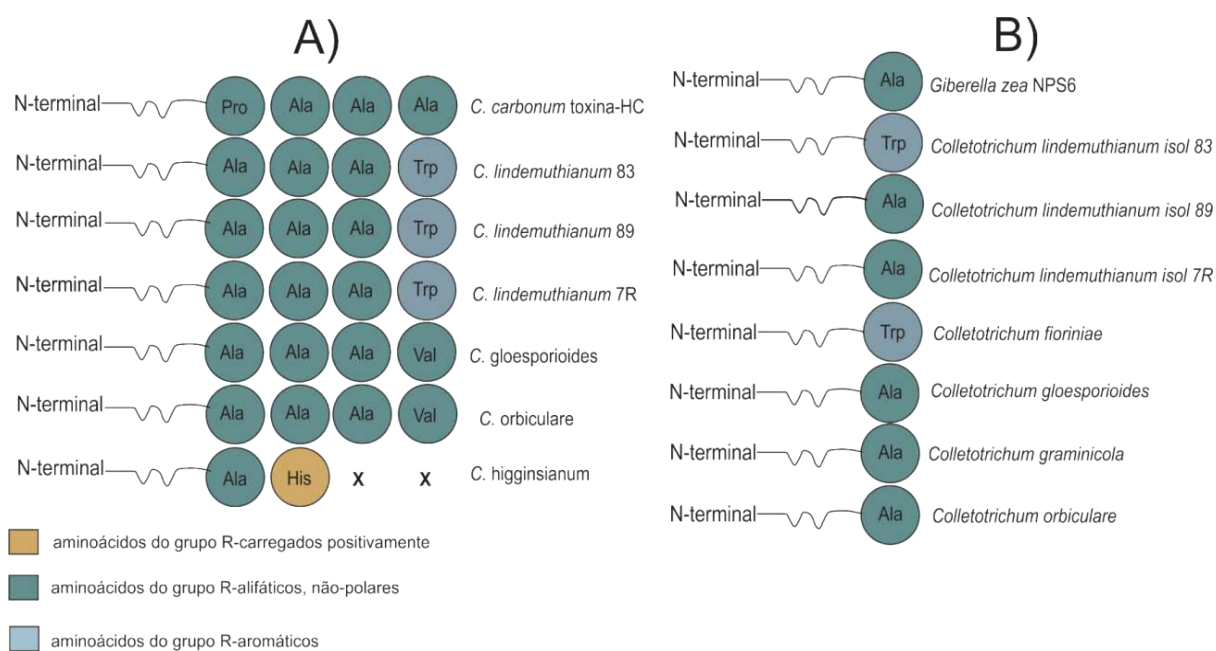 A)
N-terminal Pro Ala Ala Ala C. carbonum toxina-HC
N-terminal Ala Ala Ala Trp C. lindemuthianum 83
N-terminal Ala Ala Ala Trp C. lindemuthianum 89
N-terminal Ala Ala Ala Trp C. lindemuthianum 7R
N-terminal Ala Ala Ala Val C. gloesporioides
N-terminal Ala Ala Ala Val C. orbiculare
N-terminal Ala His X X C. higginsianum
aminoácidos do grupo R-carregados positivamente
aminoácidos do grupo R-alifáticos, não-polares
aminoácidos do grupo R-aromáticos
B)
N-terminal Ala Giberella zea NPS6
N-terminal Trp Colletotrichum lindemuthianum isol 83
N-terminal Ala Colletotrichum lindemuthianum isol 89
N-terminal Ala Colletotrichum lindemuthianum isol 7R
N-terminal Trp Colletotrichum fioriniae
N-terminal Ala Colletotrichum gloesporioides
N-terminal Ala Colletotrichum graminicola
N-terminal Ala Colletotrichum orbiculare